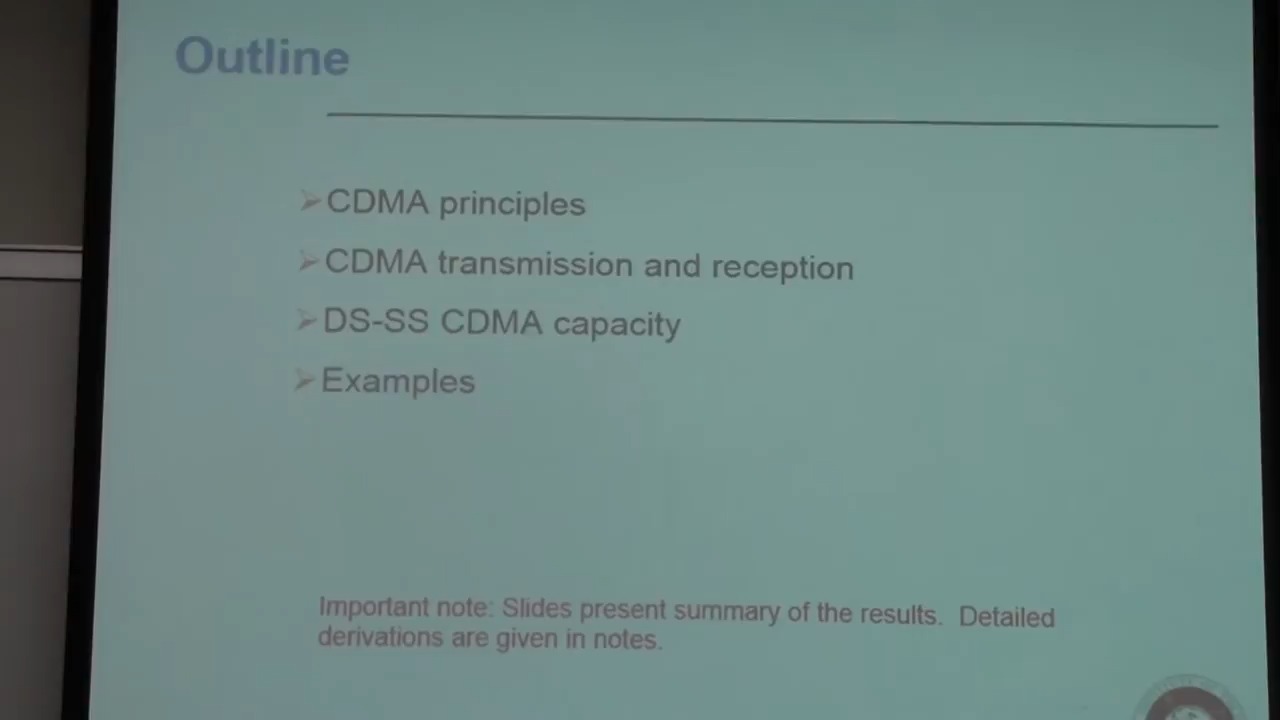 Outline
CDMA principles
CDMA transmission and reception
DS-SS CDMA capacity
Examples
Important note: Slides present summary of the results. Detailed
derivations are given in notes.